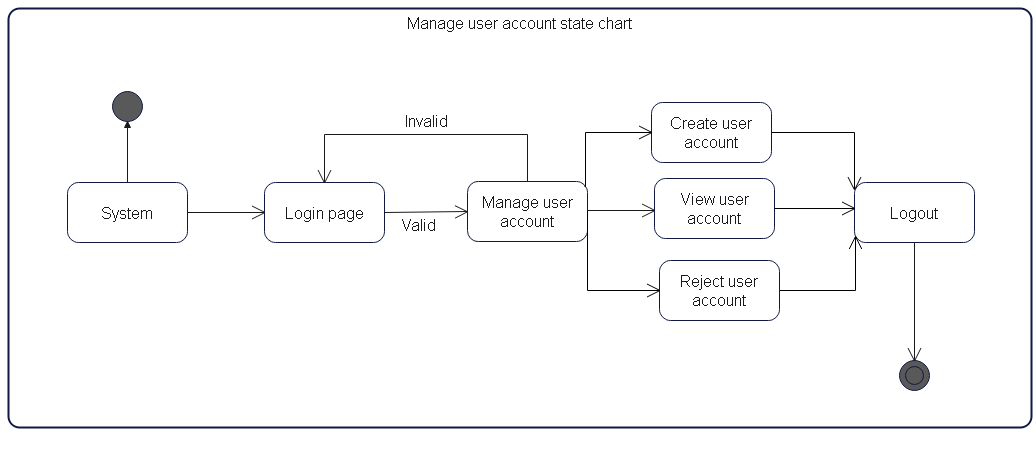 Manage user account state chart
Invalid
Create user
account
System
Login page
Valid
Manage user
account
View user
account
Logout
Reject user
account